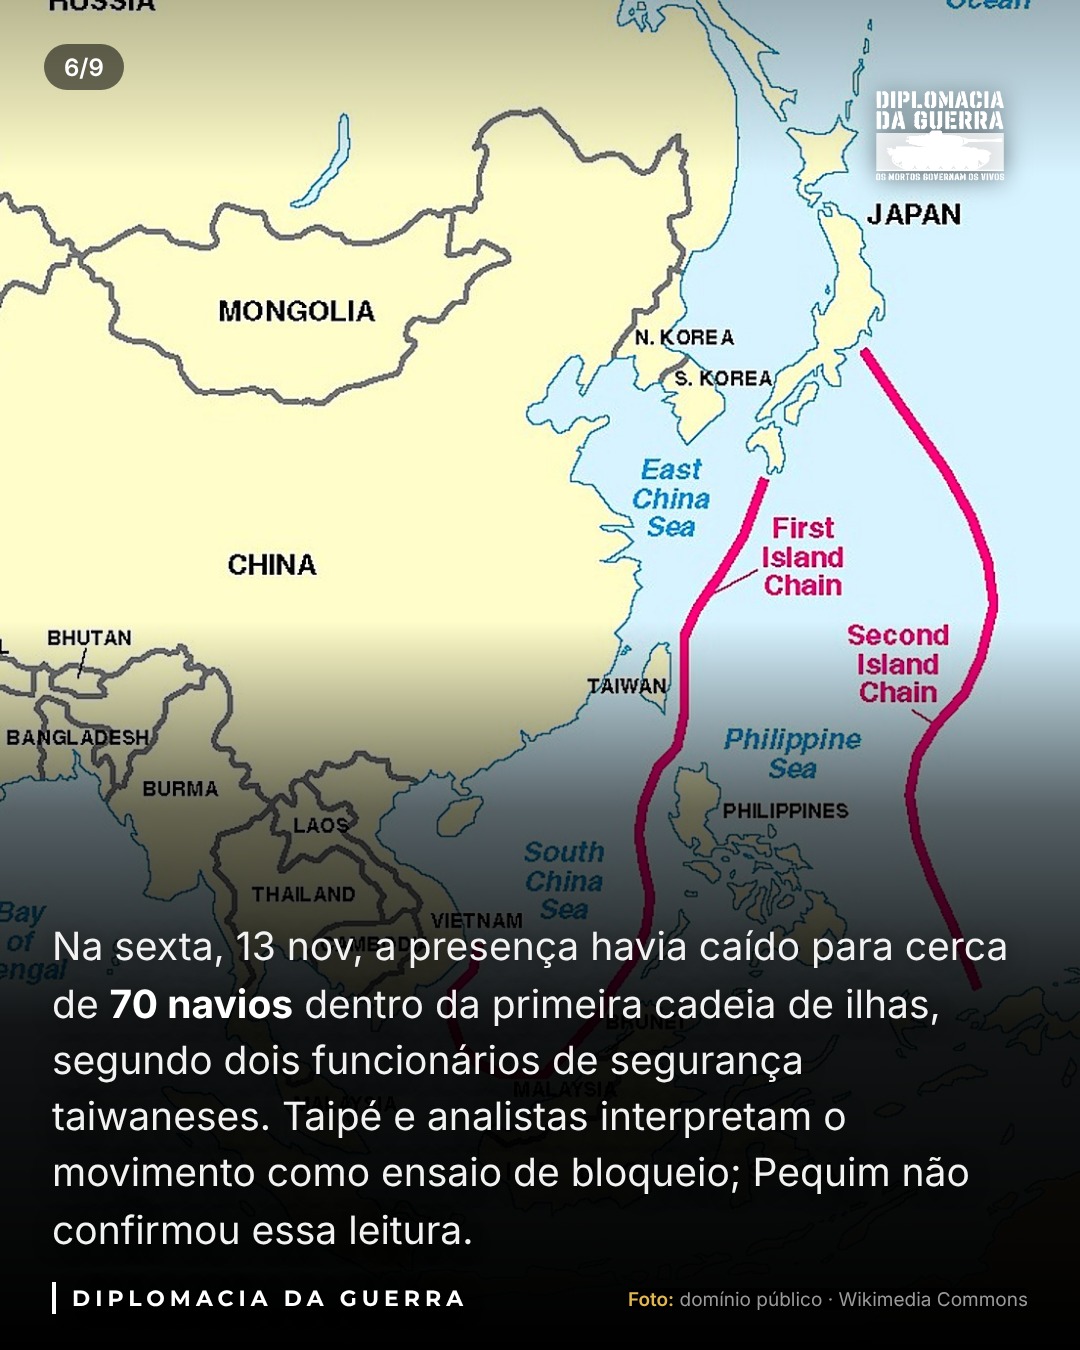 RUSSIA
Ocean
6/9
DIPLOMACIA
DA GUERRA
OS MORTOS GOVERNAM OS VIVOS
JAPAN
MONGOLIA
N. KOREA
S. KOREA
East
China
Sea
First
Island
Chain
CHINA
BHUTAN
Second
Island
Chain
TAIWAN
BANGLADESH
Philippine
Sea
BURMA
PHILIPPINES
LAOS
South
China
Sea
THAILAND
VIETNAM
Bay
of
Na sexta, 13 nov, a presença havia caído para cerca
de 70 navios dentro da primeira cadeia de ilhas,
segundo dois funcionários de segurança
taiwaneses. Taipé e analistas interpretam o
movimento como ensaio de bloqueio; Pequim não
confirmou essa leitura.
BRUNEI
MALAYSIA
DIPLOMACIA DA GUERRA
Foto: domínio público · Wikimedia Commons